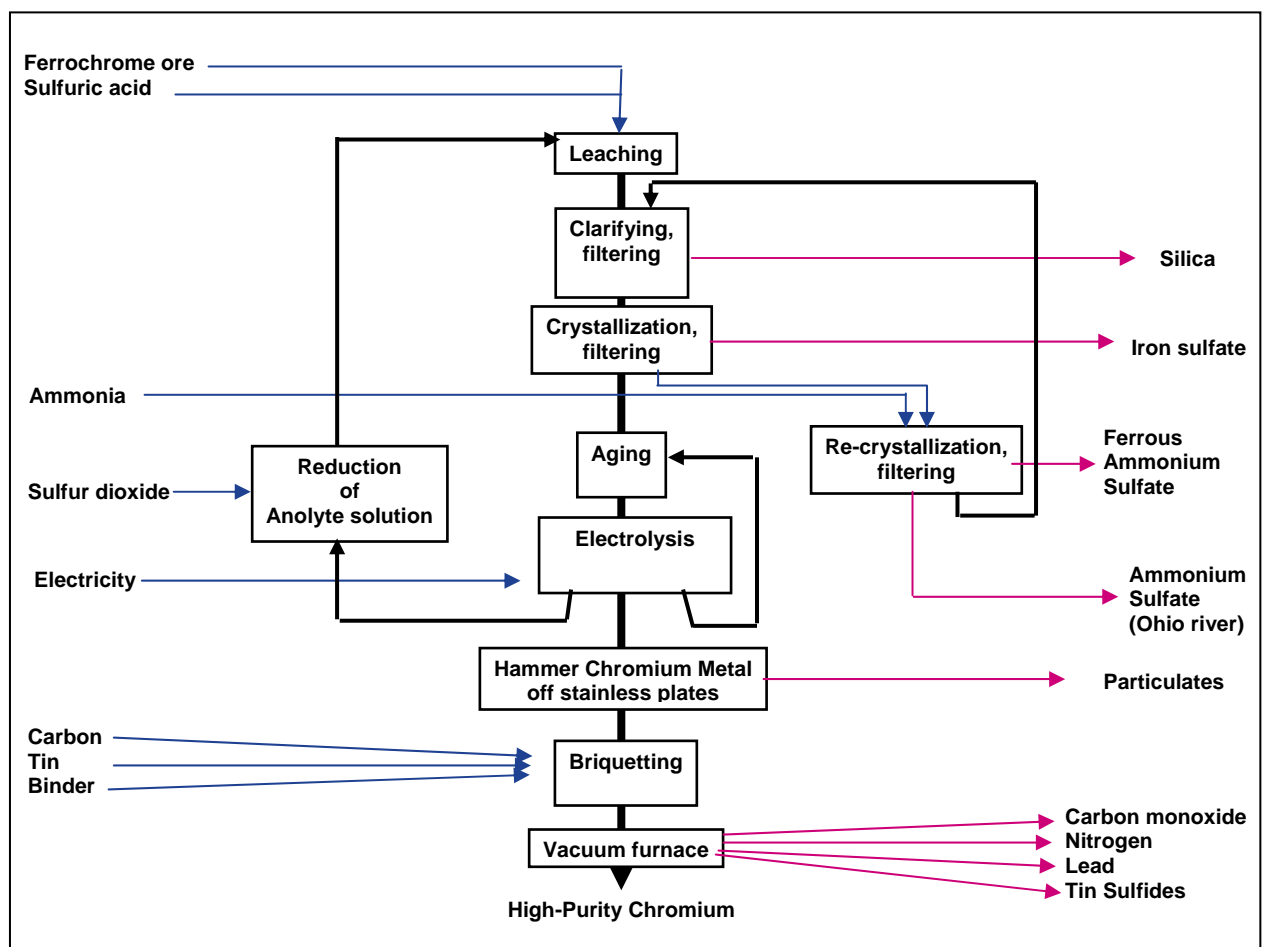 Ferrochrome ore
Sulfuric acid
Leaching
Clarifying,
filtering
Silica
Crystallization,
filtering
Iron sulfate
Ammonia
Aging
Re-crystallization,
filtering
Ferrous
Ammonium
Sulfate
Reduction
of
Anolyte solution
Sulfur dioxide
Electrolysis
Electricity
Ammonium
Sulfate
(Ohio river)
Hammer Chromium Metal
off stainless plates
Particulates
Carbon
Tin
Binder
Briquetting
Vacuum furnace
Carbon monoxide
Nitrogen
Lead
Tin Sulfides
High-Purity Chromium